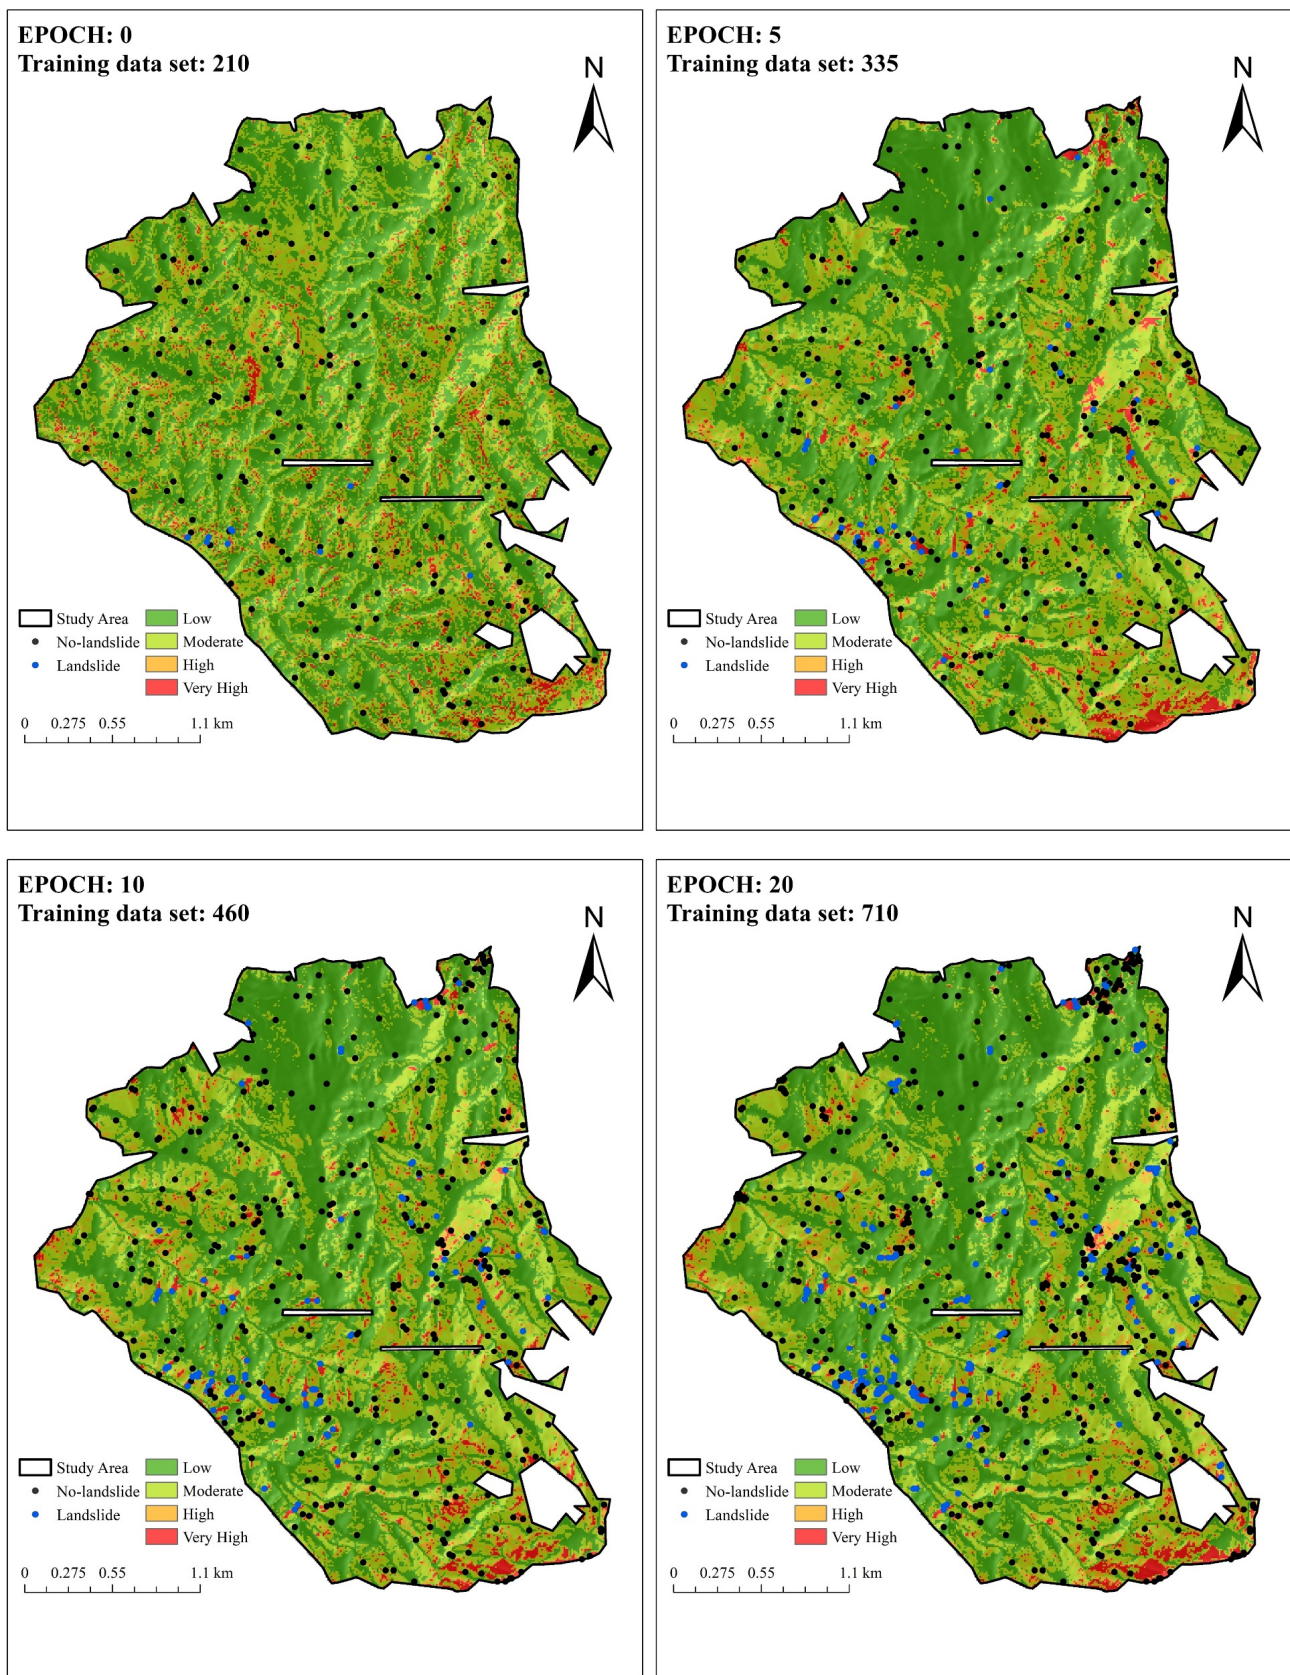 EPOCH: 0
Training data set: 210
N
Study Area
Low
No-landslide
Moderate
Landslide
High
Very High
0 0.275 0.55 1.1 km
EPOCH: 5
Training data set: 335
N
Study Area
Low
No-landslide
Moderate
Landslide
High
Very High
0 0.275 0.55 1.1 km
EPOCH: 10
Training data set: 460
N
Study Area
Low
No-landslide
Moderate
Landslide
High
Very High
0 0.275 0.55 1.1 km
EPOCH: 20
Training data set: 710
N
Study Area
Low
No-landslide
Moderate
Landslide
High
Very High
0 0.275 0.55 1.1 km